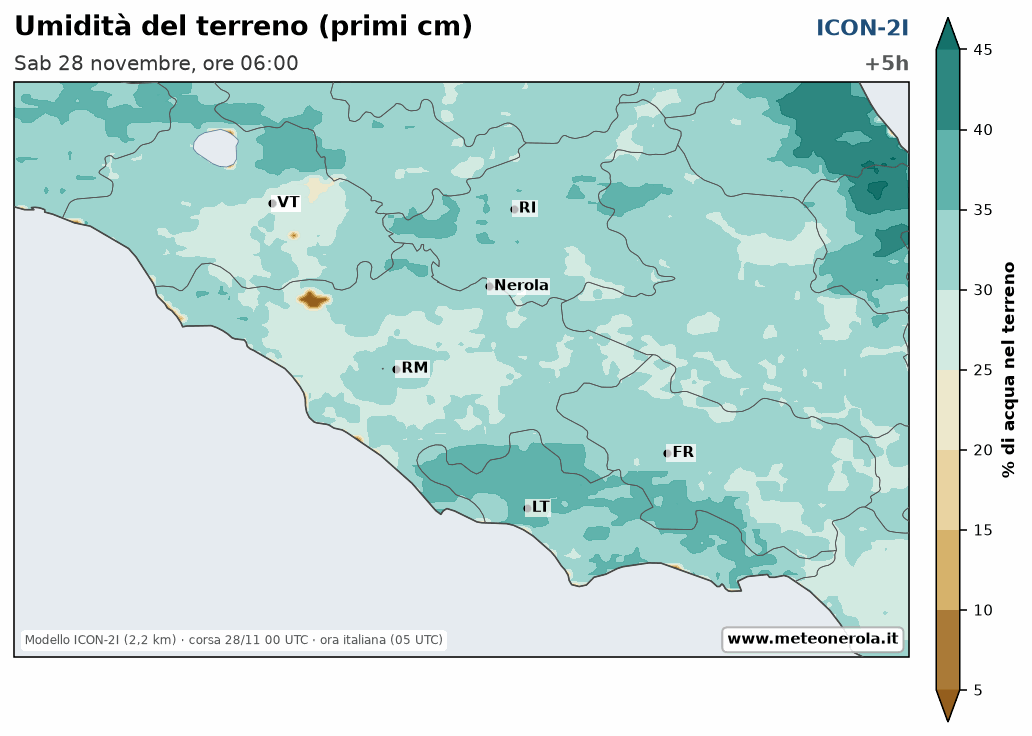 Umidità del terreno (primi cm)
ICON-2I
Sab 28 novembre, ore 06:00
+5h
45
40
35
30
25
20
15
10
5
% di acqua nel terreno
VT
RI
Nerola
RM
FR
LT
Modello ICON-2I (2,2 km) · corsa 28/11 00 UTC · ora italiana (05 UTC)
www.meteonerola.it